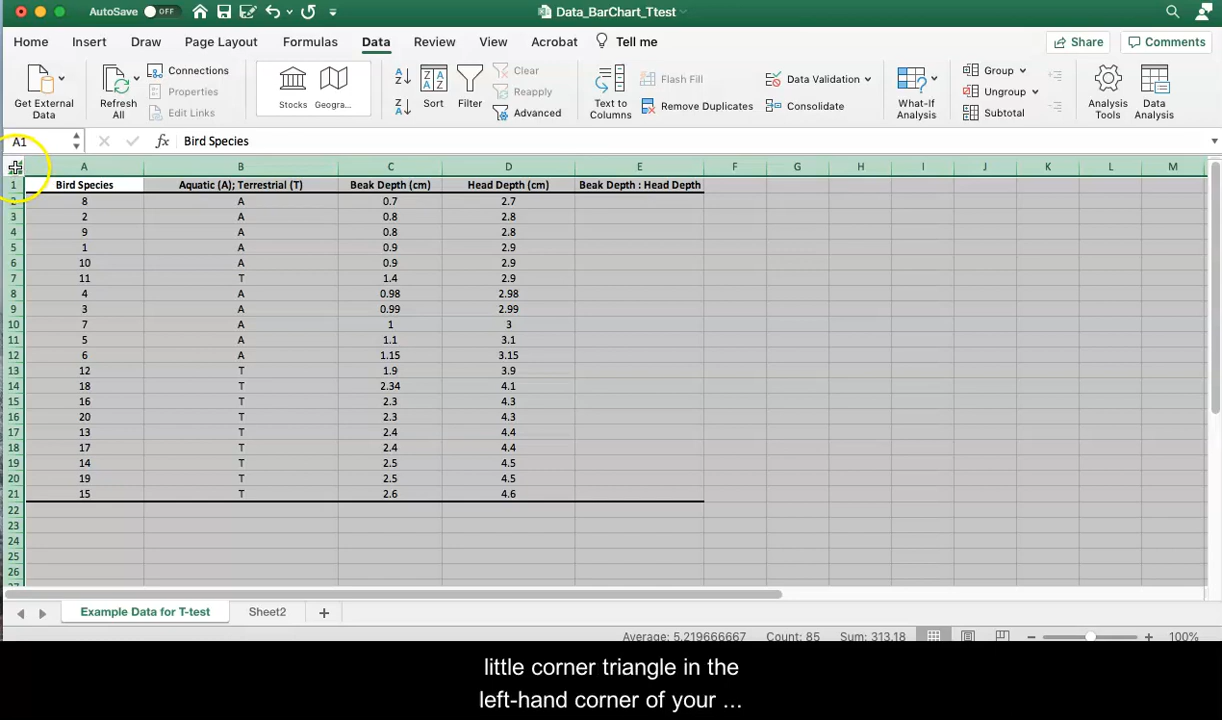 AutoSave OFF Data_BarChart_Ttest
Home Insert Draw Page Layout Formulas Data Review View Acrobat Tell me Share Comments
Get External Data Refresh All Connections Properties Edit Links Stocks Geogra... Sort Filter Clear Reapply Advanced Text to Columns Flash Fill Remove Duplicates Data Validation Consolidate What-If Analysis Group Ungroup Subtotal Analysis Tools Data Analysis
A1 fx Bird Species
A B C D E F G H I J K L M
1 Bird Species Aquatic (A); Terrestrial (T) Beak Depth (cm) Head Depth (cm) Beak Depth : Head Depth
2 8 A 0.7 2.7
3 2 A 0.8 2.8
4 9 A 0.8 2.8
5 1 A 0.9 2.9
6 10 A 0.9 2.9
7 11 T 1.4 2.9
8 4 A 0.98 2.98
9 3 A 0.99 2.99
10 7 A 1 3
11 5 A 1.1 3.1
12 6 A 1.15 3.15
13 12 T 1.9 3.9
14 18 T 2.34 4.1
15 16 T 2.3 4.3
16 20 T 2.3 4.3
17 13 T 2.4 4.4
18 17 T 2.4 4.4
19 14 T 2.5 4.5
20 19 T 2.5 4.5
21 15 T 2.6 4.6
22
23
24
25
26
Example Data for T-test Sheet2 +
Average: 5.219666667 Count: 85 Sum: 313.18 100%
little corner triangle in the
left-hand corner of your ...